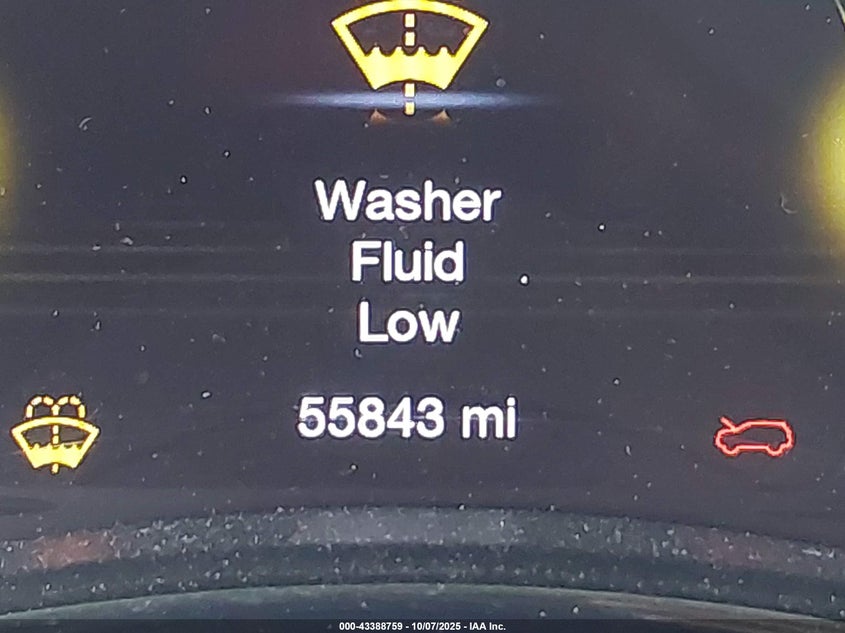 Washer
Fluid
Low
55843 mi
000-43388759 - 10/07/2025 - IAA Inc.